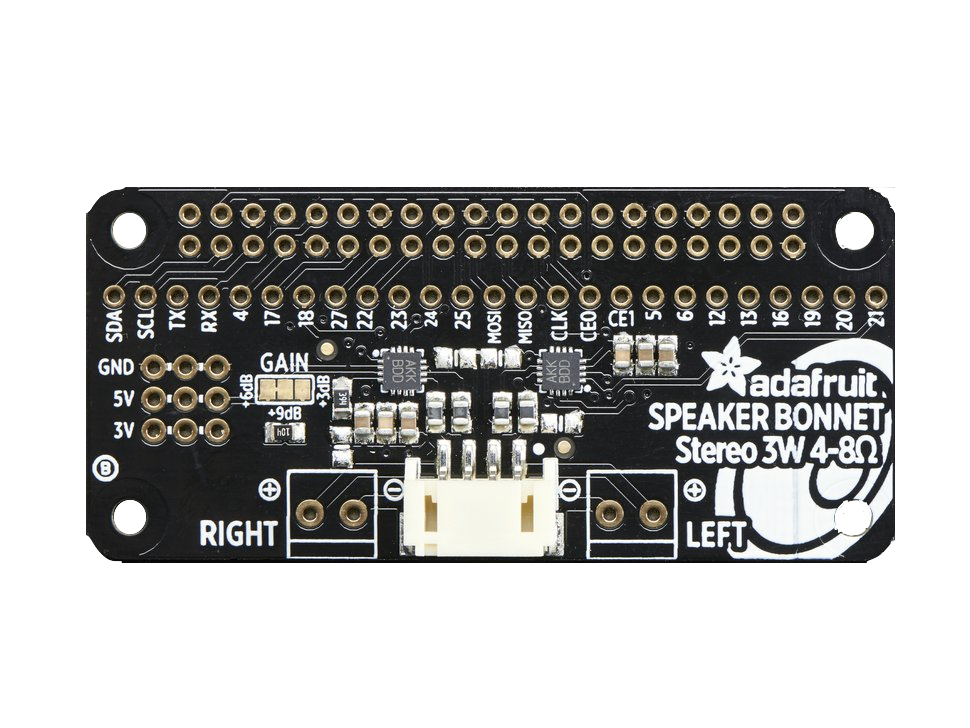 SDA SCL TX RX 4 17 18 27 22 23 24 25 MOSI MISO CLK CE0 CE1 5 6 12 13 16 19 20 21
GND
5V
3V
GAIN
+6dB
+9dB
+3dB
394
104
AKK
BDD
AKK
BDD
adafruit
SPEAKER BONNET
Stereo 3W 4-8Ω
B
+
-
-
+
RIGHT
LEFT